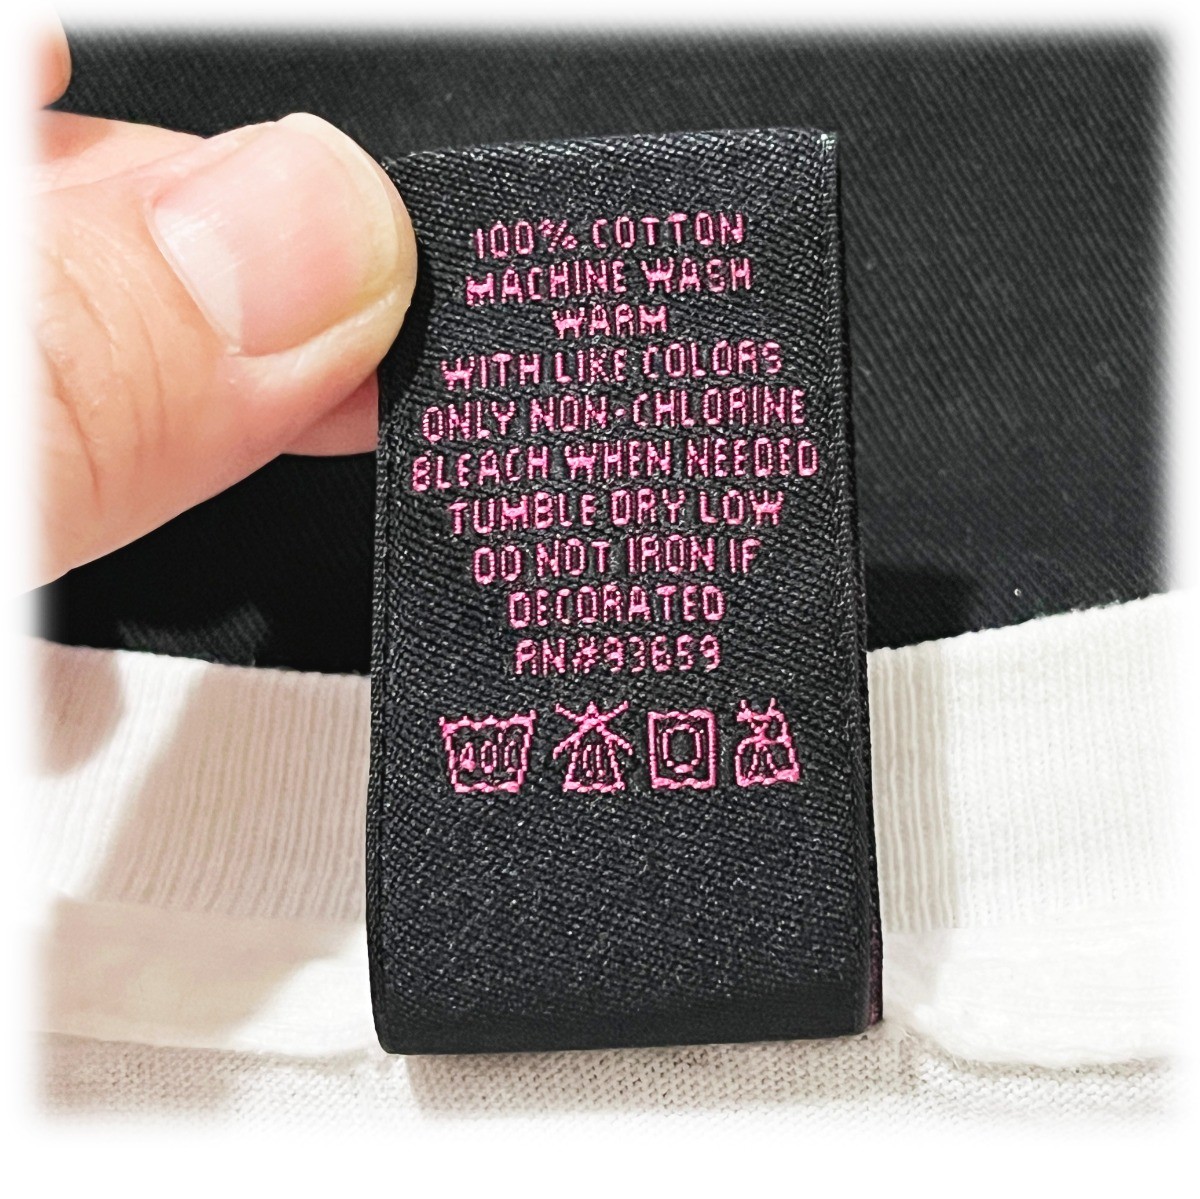 100% COTTON
MACHINE WASH
WARM
WITH LIKE COLORS
ONLY NON-CHLORINE
BLEACH WHEN NEEDED
TUMBLE DRY LOW
DO NOT IRON IF
DECORATED
RN#93659